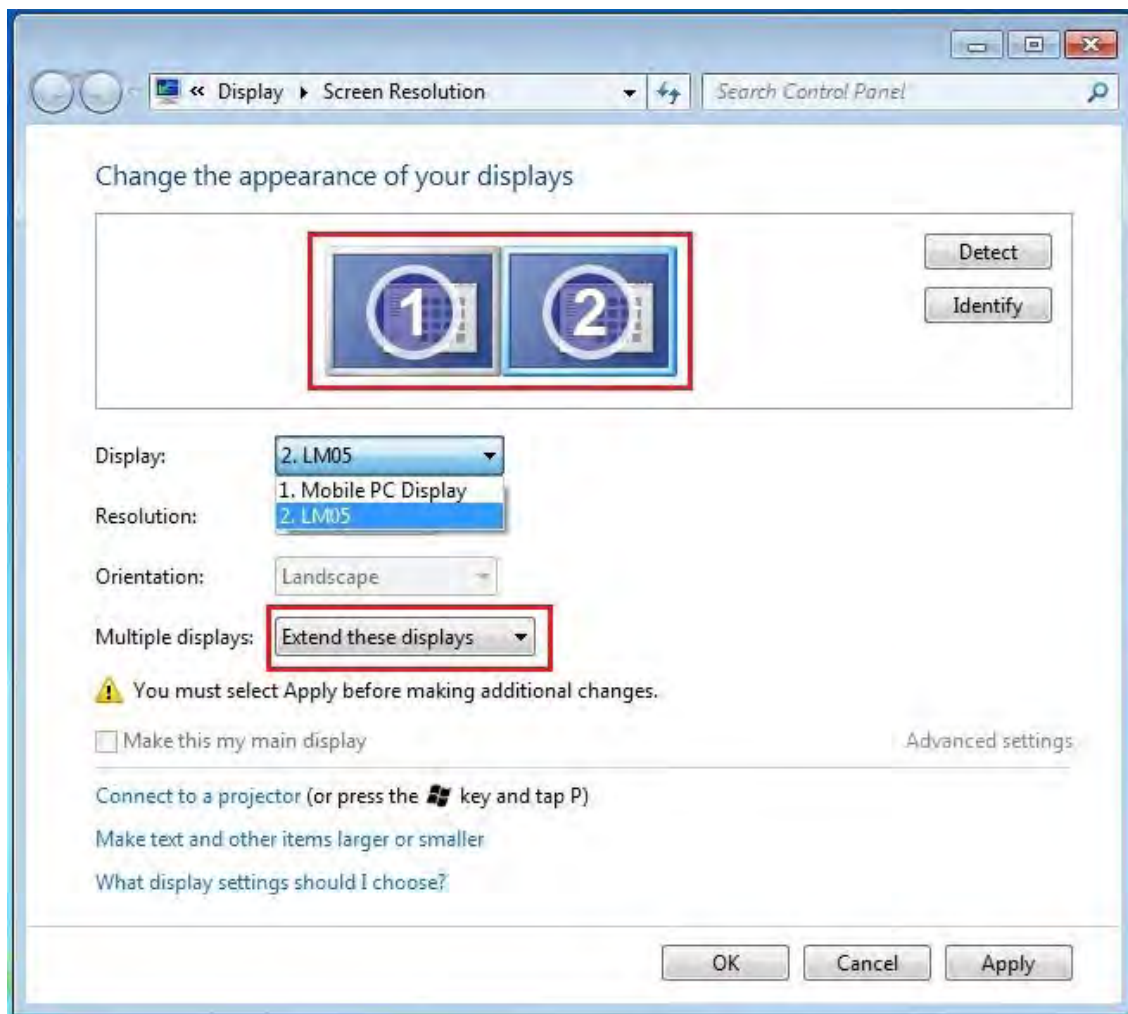 « Display ▸ Screen Resolution
Search Control Panel
Change the appearance of your displays
1
2
Detect
Identify
Display:
2. LM05
1. Mobile PC Display
2. LM05
Resolution:
Orientation:
Landscape
Multiple displays:
Extend these displays
You must select Apply before making additional changes.
Make this my main display
Advanced settings
Connect to a projector (or press the key and tap P)
Make text and other items larger or smaller
What display settings should I choose?
OK
Cancel
Apply